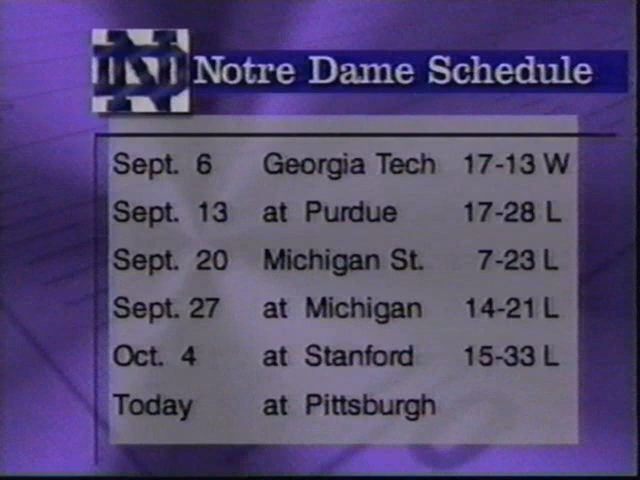 ND Notre Dame Schedule
Sept. 6 Georgia Tech 17-13 W
Sept. 13 at Purdue 17-28 L
Sept. 20 Michigan St. 7-23 L
Sept. 27 at Michigan 14-21 L
Oct. 4 at Stanford 15-33 L
Today at Pittsburgh